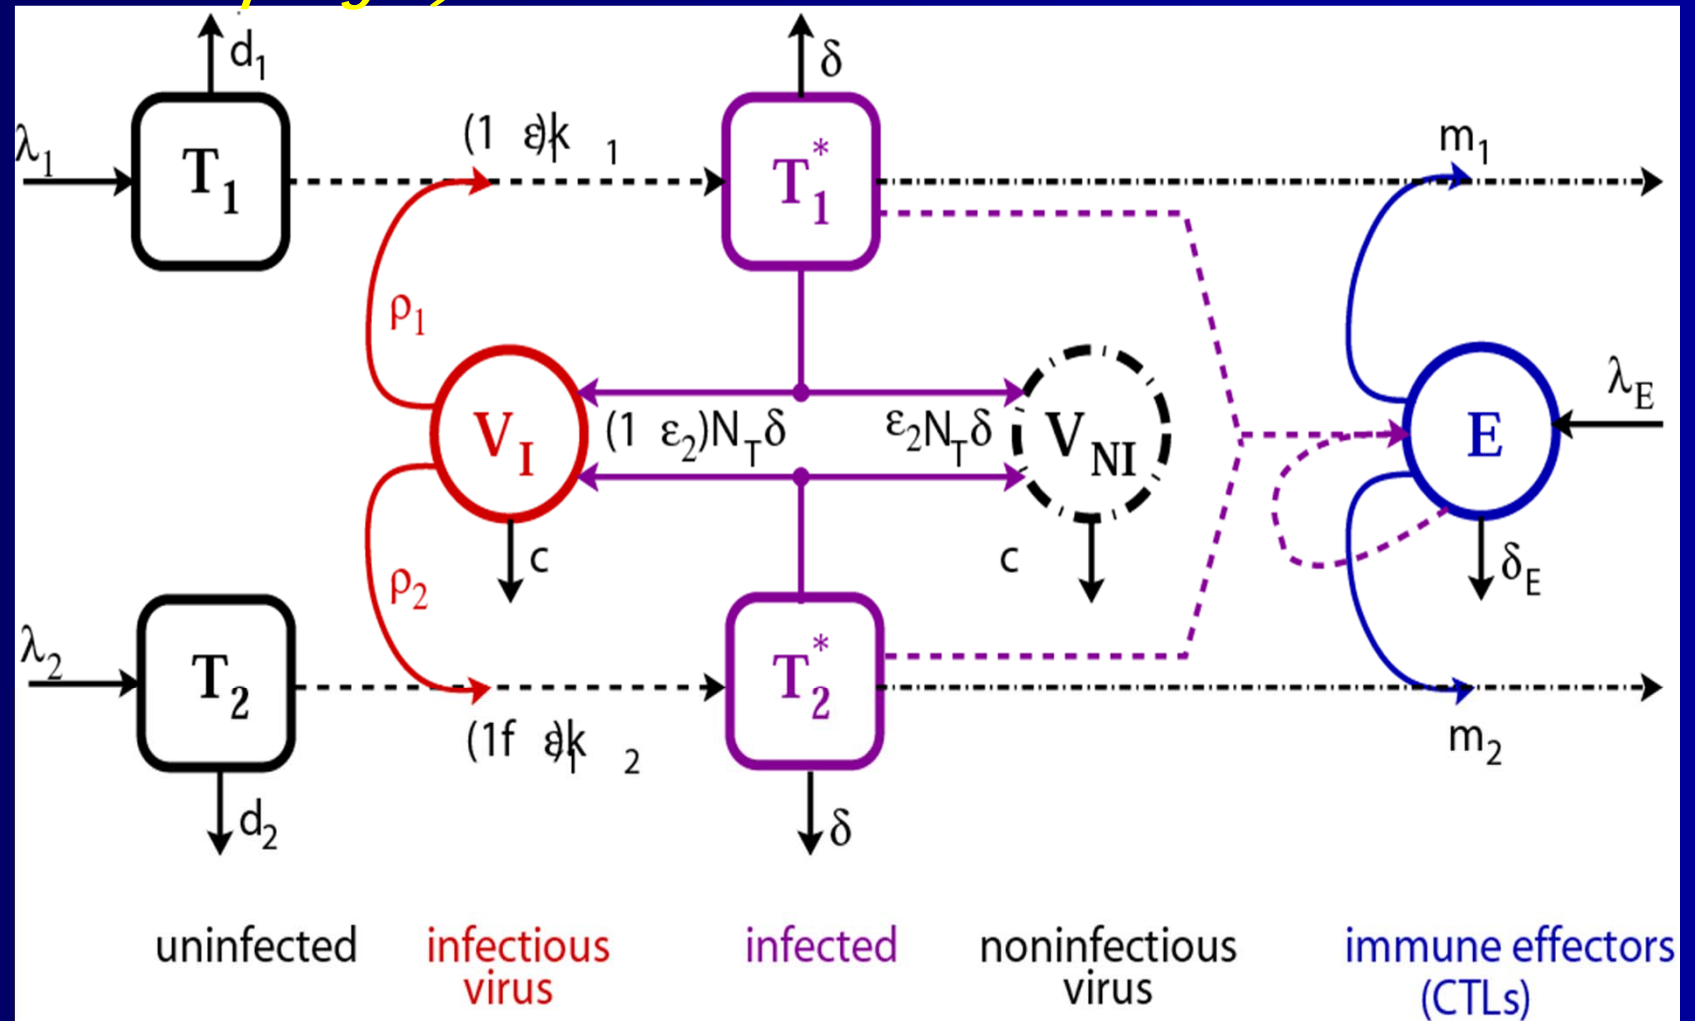 d1
δ
λ1
T1
(1 ε)k 1
T1*
m1
ρ1
VI
(1 ε2)NTδ
ε2NTδ
VNI
E
λE
c
c
δE
ρ2
λ2
T2
(1f ε)k 2
T2*
m2
d2
δ
uninfected
infectious
virus
infected
noninfectious
virus
immune effectors
(CTLs)